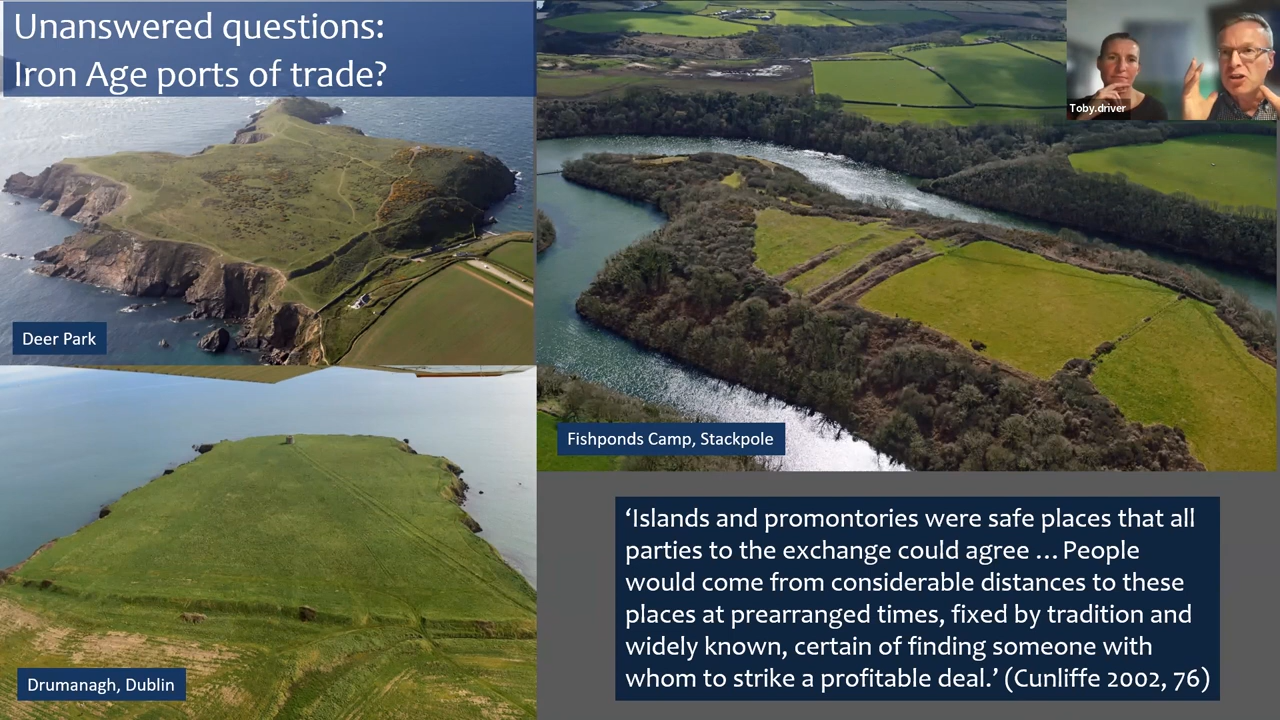 Unanswered questions:
Iron Age ports of trade?
Toby.driver
Deer Park
Fishponds Camp, Stackpole
Drumanagh, Dublin
‘Islands and promontories were safe places that all
parties to the exchange could agree … People
would come from considerable distances to these
places at prearranged times, fixed by tradition and
widely known, certain of finding someone with
whom to strike a profitable deal.’ (Cunliffe 2002, 76)